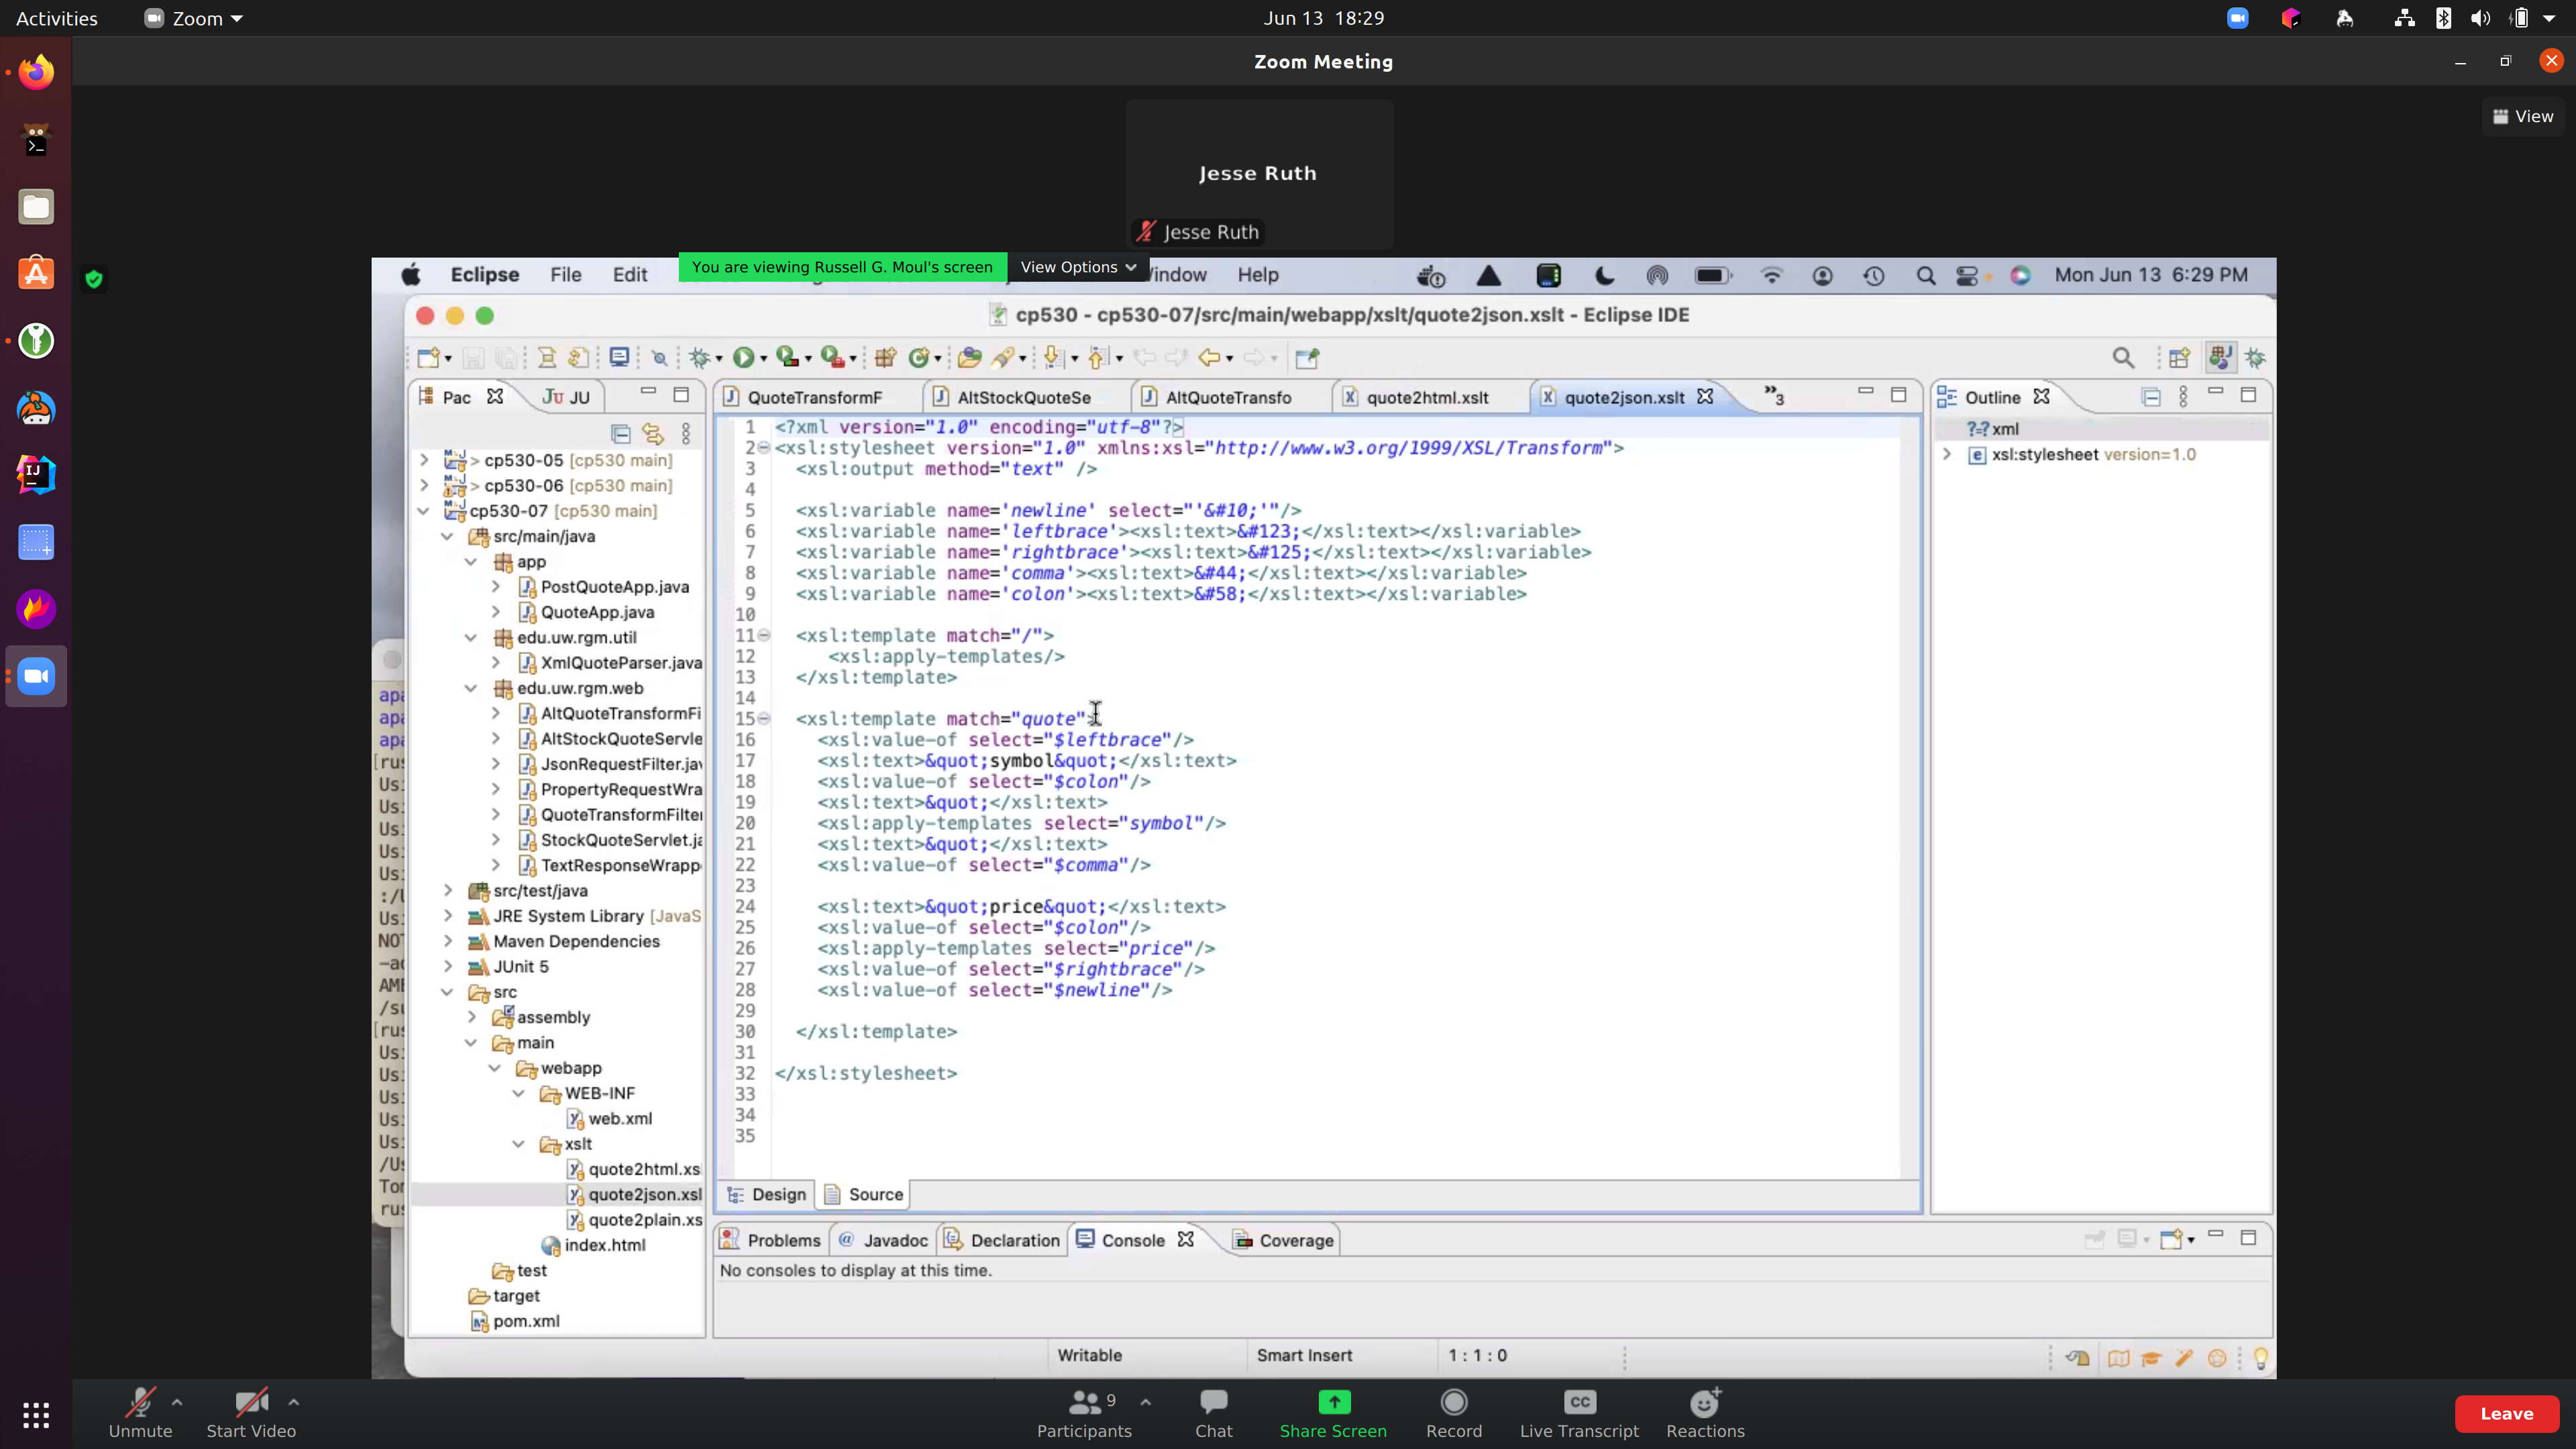 Activities Zoom Jun 13 18:29
Zoom Meeting
View
Jesse Ruth
Jesse Ruth
You are viewing Russell G. Moul's screen View Options
Eclipse File Edit indow Help Mon Jun 13 6:29 PM
cp530 - cp530-07/src/main/webapp/xslt/quote2json.xslt - Eclipse IDE
Pac JU JU
QuoteTransformF AltStockQuoteSe AltQuoteTransfo quote2html.xslt quote2json.xslt »3
Outline
?=? xml
e xsl:stylesheet version=1.0
> cp530-05 [cp530 main]
> cp530-06 [cp530 main]
cp530-07 [cp530 main]
src/main/java
app
PostQuoteApp.java
QuoteApp.java
edu.uw.rgm.util
XmlQuoteParser.java
edu.uw.rgm.web
AltQuoteTransformFi
AltStockQuoteServle
JsonRequestFilter.jav
PropertyRequestWra
QuoteTransformFilter
StockQuoteServlet.ja
TextResponseWrapp
src/test/java
JRE System Library [JavaS
Maven Dependencies
JUnit 5
src
assembly
main
webapp
WEB-INF
web.xml
xslt
quote2html.xs
quote2json.xsl
quote2plain.xs
index.html
test
target
pom.xml
1 <?xml version="1.0" encoding="utf-8"?>
2 <xsl:stylesheet version="1.0" xmlns:xsl="http://www.w3.org/1999/XSL/Transform">
3 <xsl:output method="text" />
4
5 <xsl:variable name='newline' select="'&#10;'"/>
6 <xsl:variable name='leftbrace'><xsl:text>&#123;</xsl:text></xsl:variable>
7 <xsl:variable name='rightbrace'><xsl:text>&#125;</xsl:text></xsl:variable>
8 <xsl:variable name='comma'><xsl:text>&#44;</xsl:text></xsl:variable>
9 <xsl:variable name='colon'><xsl:text>&#58;</xsl:text></xsl:variable>
10
11 <xsl:template match="/">
12 <xsl:apply-templates/>
13 </xsl:template>
14
15 <xsl:template match="quote">
16 <xsl:value-of select="$leftbrace"/>
17 <xsl:text>&quot;symbol&quot;</xsl:text>
18 <xsl:value-of select="$colon"/>
19 <xsl:text>&quot;</xsl:text>
20 <xsl:apply-templates select="symbol"/>
21 <xsl:text>&quot;</xsl:text>
22 <xsl:value-of select="$comma"/>
23
24 <xsl:text>&quot;price&quot;</xsl:text>
25 <xsl:value-of select="$colon"/>
26 <xsl:apply-templates select="price"/>
27 <xsl:value-of select="$rightbrace"/>
28 <xsl:value-of select="$newline"/>
29
30 </xsl:template>
31
32 </xsl:stylesheet>
33
34
35
Design Source
Problems @ Javadoc Declaration Console Coverage
No consoles to display at this time.
Writable Smart Insert 1 : 1 : 0
Unmute Start Video Participants 9 Chat Share Screen Record CC Live Transcript Reactions Leave